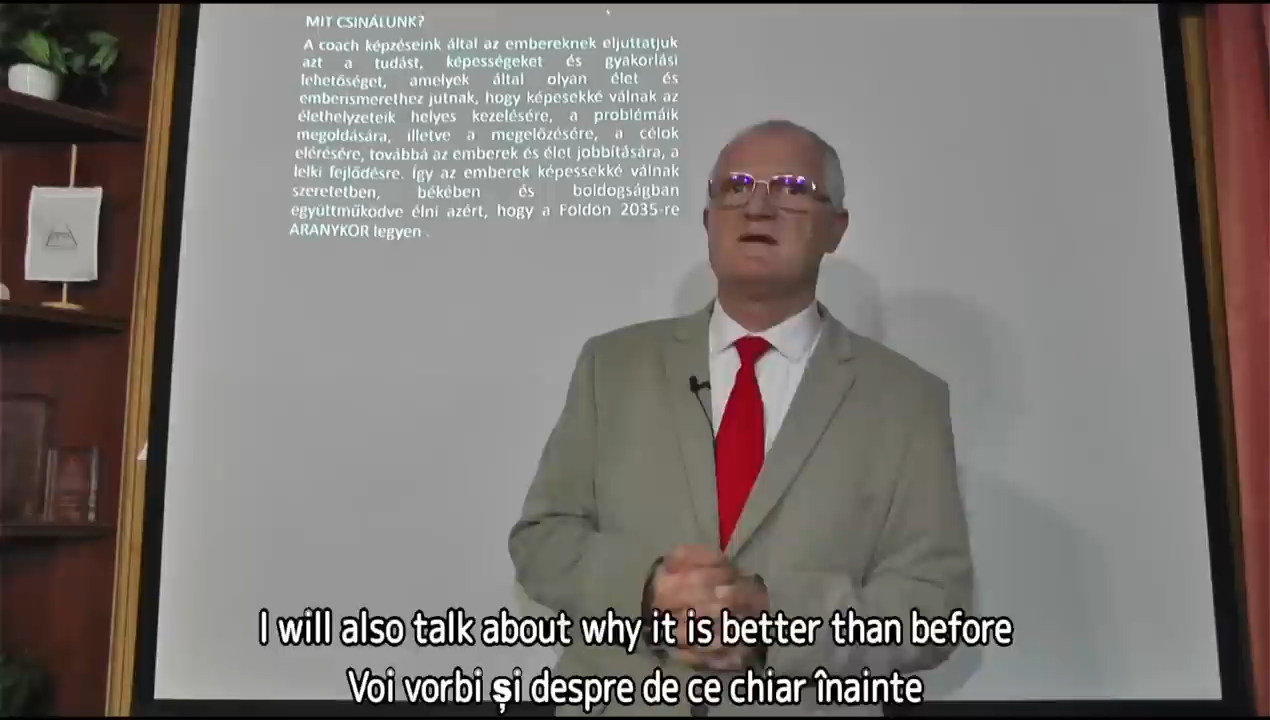 MIT CSINÁLUNK?
A coach képzéseink által az embereknek eljuttatjuk
azt a tudást, képességeket és gyakorlási
lehetőséget, amelyek által olyan élet és
emberismerethez jutnak, hogy képesekké válnak az
élethelyzeteik helyes kezelésére, a problémáik
megoldására, illetve a megelőzésére, a célok
elérésére, továbbá az emberek és élet jobbítására, a
lelki fejlődésre. Így az emberek képessekké válnak
szeretetben, békében és boldogságban
együttműködve élni azért, hogy a Földön 2035-re
ARANYKOR legyen .
I will also talk about why it is better than before
Voi vorbi și despre de ce chiar înainte